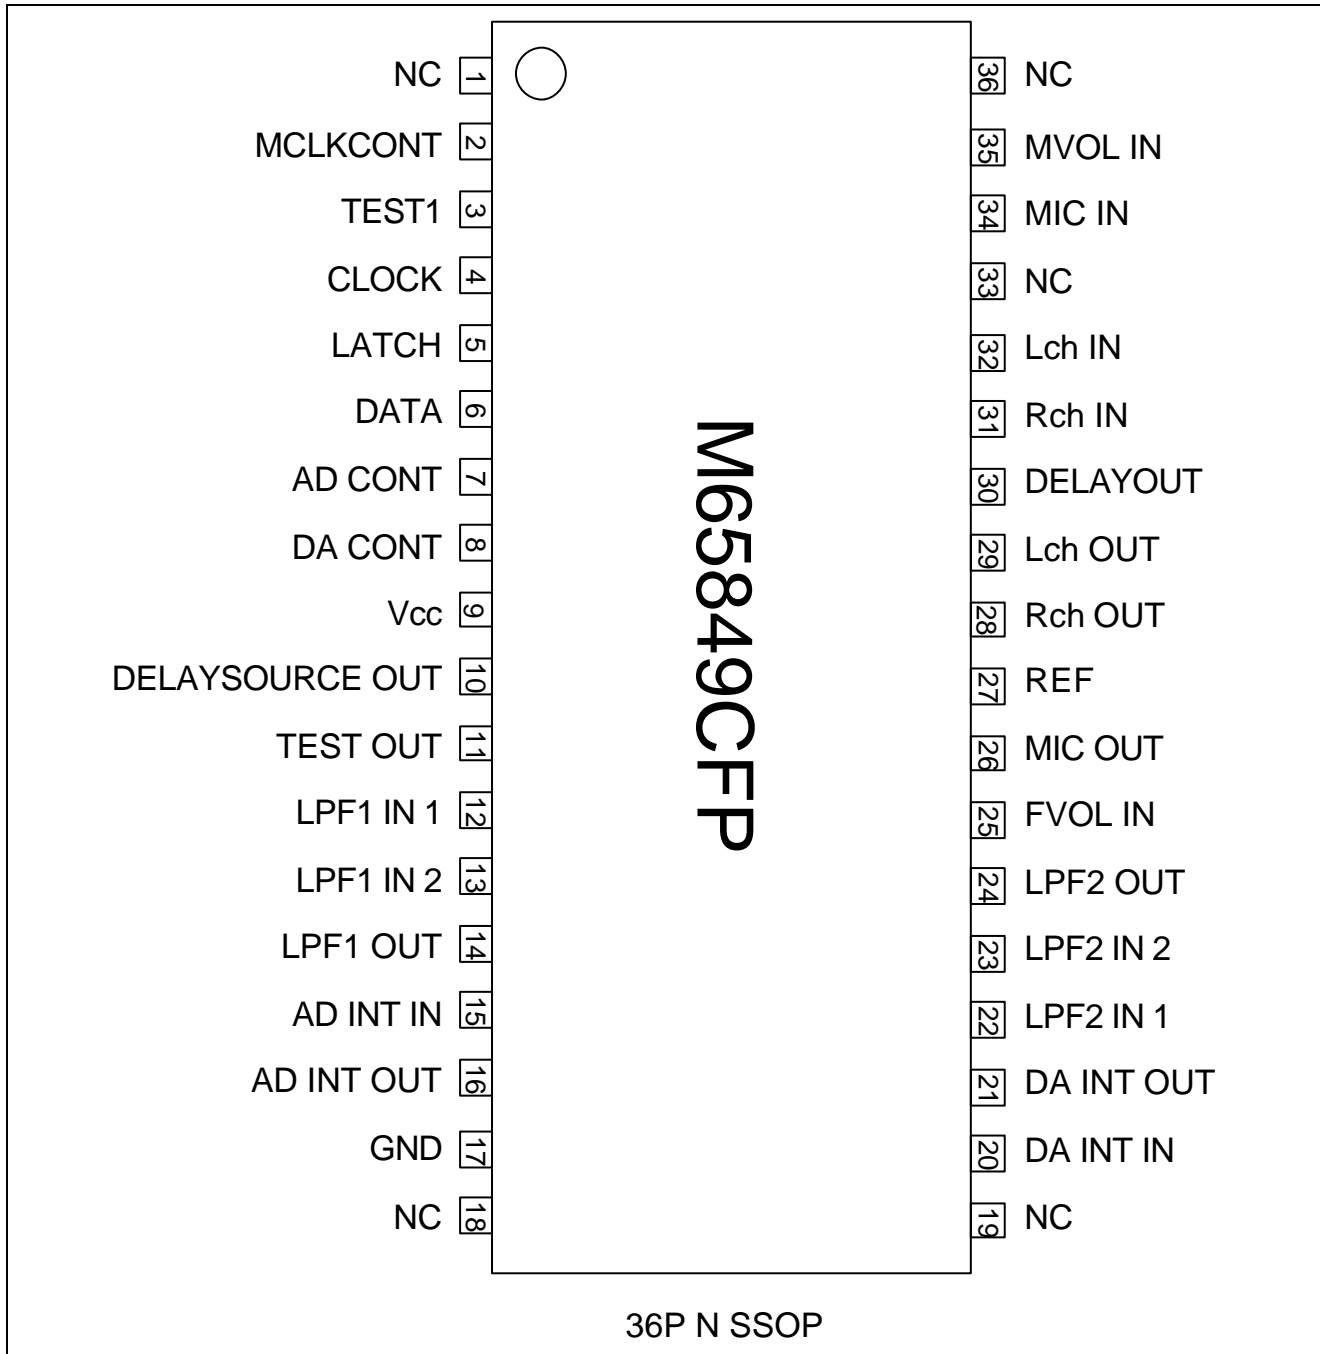 NC 1
MCLKCONT 2
TEST1 3
CLOCK 4
LATCH 5
DATA 6
AD CONT 7
DA CONT 8
Vcc 9
DELAYSOURCE OUT 10
TEST OUT 11
LPF1 IN 1 12
LPF1 IN 2 13
LPF1 OUT 14
AD INT IN 15
AD INT OUT 16
GND 17
NC 18
M65849CFP
36 NC
35 MVOL IN
34 MIC IN
33 NC
32 Lch IN
31 Rch IN
30 DELAYOUT
29 Lch OUT
28 Rch OUT
27 REF
26 MIC OUT
25 FVOL IN
24 LPF2 OUT
23 LPF2 IN 2
22 LPF2 IN 1
21 DA INT OUT
20 DA INT IN
19 NC
36P N SSOP